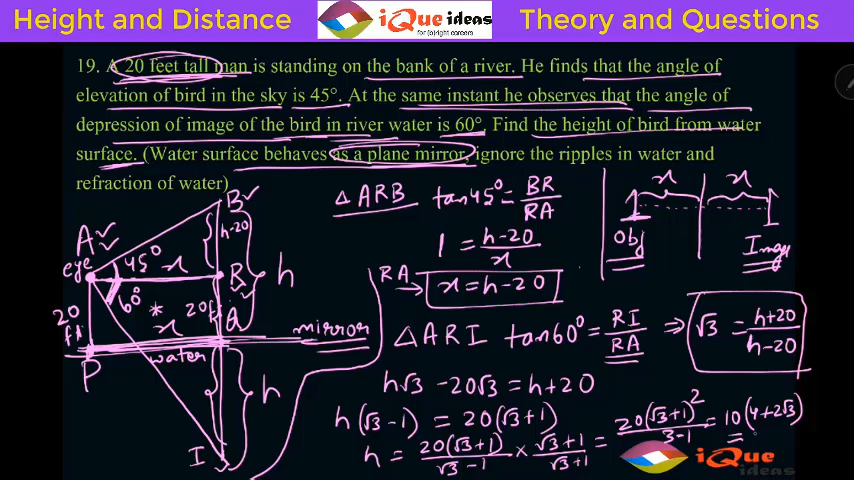 Height and Distance
iQue ideas
for (b)right careers
Theory and Questions
19. A 20 feet tall man is standing on the bank of a river. He finds that the angle of
elevation of bird in the sky is 45°. At the same instant he observes that the angle of
depression of image of the bird in river water is 60° Find the height of bird from water
surface. (Water surface behaves as a plane mirror, ignore the ripples in water and
refraction of water)
B
A
eye
45°
x
R
h-20
h
60°
*
x
20 ft
20ft
Q
mirror
water
P
h
I
△ ARB tan45° = BR/RA
1 = h-20/x
RA → x = h-20
x x
Obj
Image
△ ARI tan60° = RI/RA ⇒ √3 = h+20/h-20
h√3 - 20√3 = h+20
h(√3-1) = 20(√3+1)
h = 20(√3+1)/√3-1 × √3+1/√3+1 = 20(√3+1)²/3-1 = 10(4+2√3)
iQue
ideas